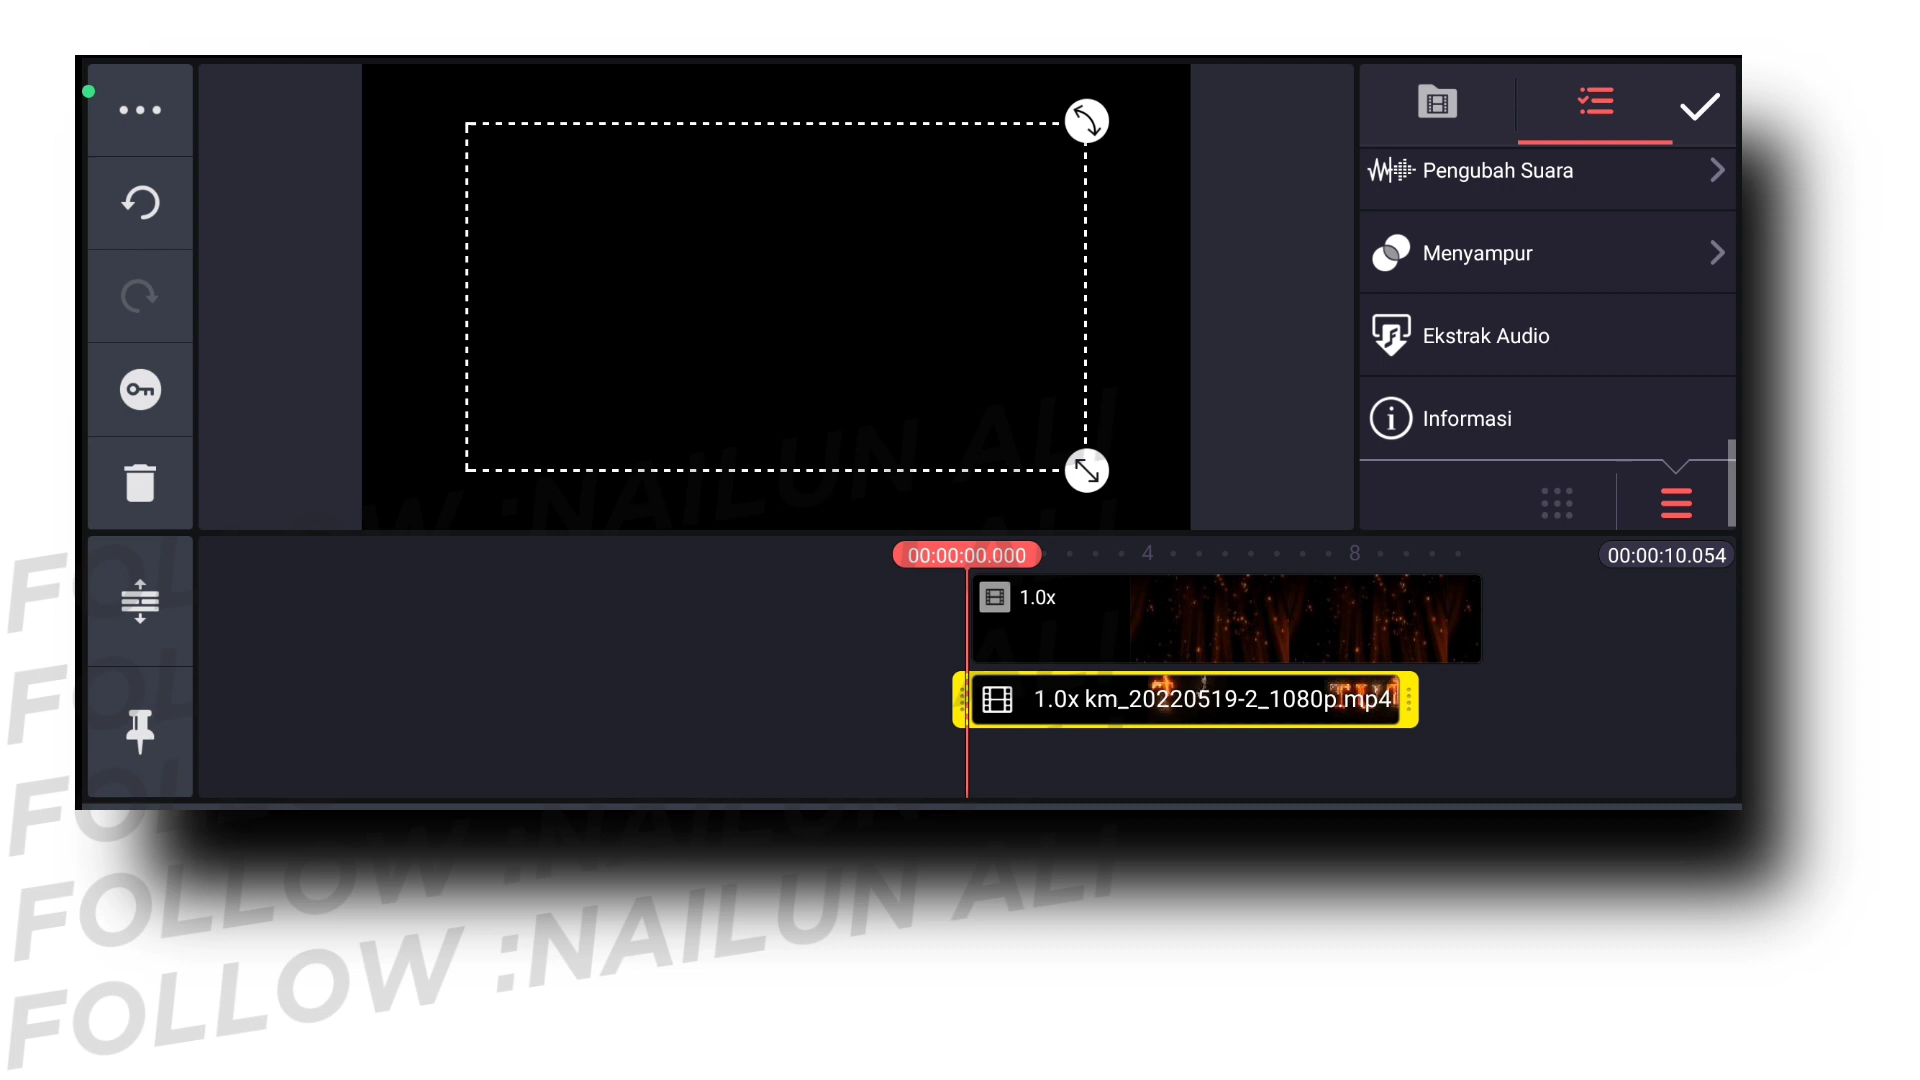 Pengubah Suara
Menyampur
Ekstrak Audio
i Informasi
00:00:00.000
4
8
00:00:10.054
1.0x
1.0x km_20220519-2_1080p.mp4
FOLLOW :NAILUN ALI
FOLLOW :NAILUN ALI